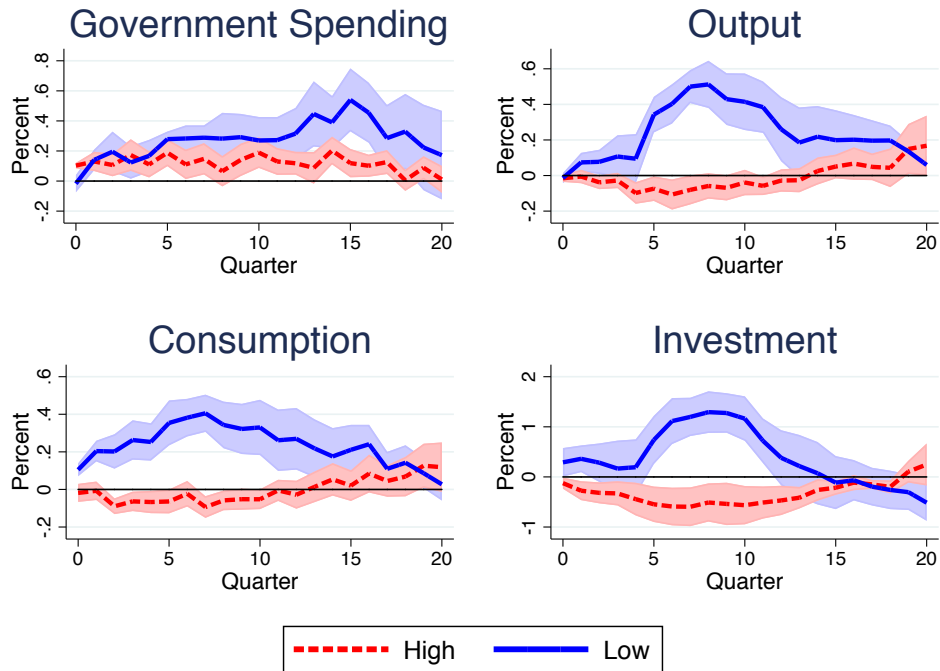 Government Spending
Percent
-.2 0 .2 .4 .6 .8
0 5 10 15 20
Quarter
Output
Percent
-.2 0 .2 .4 .6
0 5 10 15 20
Quarter
Consumption
Percent
-.2 0 .2 .4 .6
0 5 10 15 20
Quarter
Investment
Percent
-1 0 1 2
0 5 10 15 20
Quarter
High Low